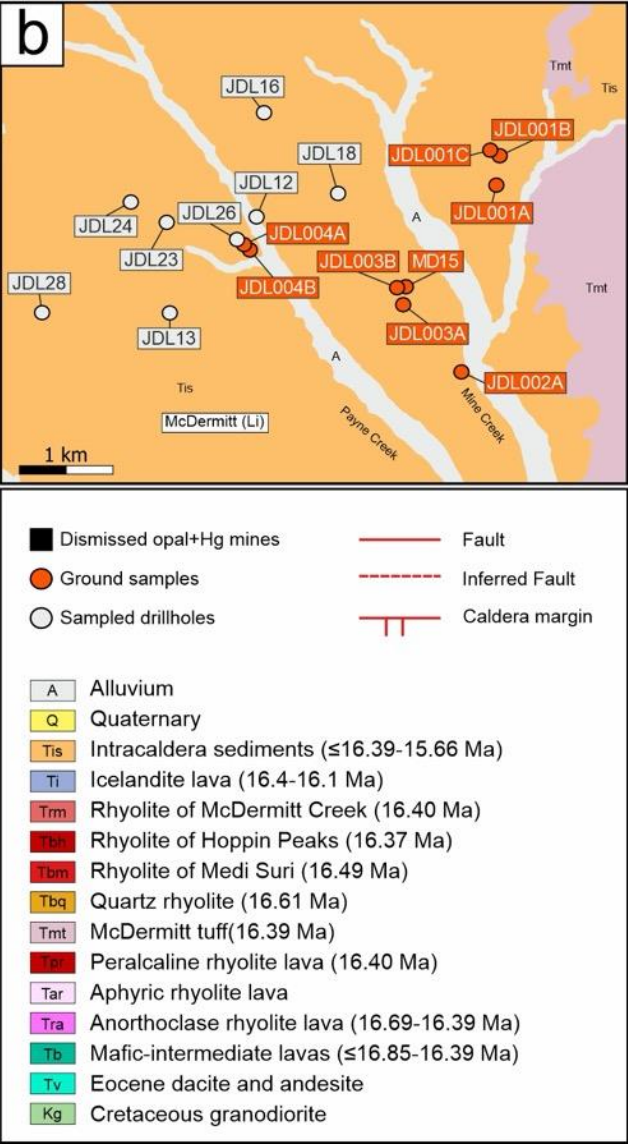 b
Tmt
Tis
JDL16
JDL001B
JDL001C
JDL18
JDL12
JDL001A
JDL26
A
JDL24
JDL004A
JDL23
JDL003B
MD15
JDL28
JDL004B
Tmt
JDL13
JDL003A
A
JDL002A
Tis
McDermitt (Li)
Payne Creek
Mine Creek
1 km
Dismissed opal+Hg mines
Fault
Ground samples
Inferred Fault
Sampled drillholes
Caldera margin
A Alluvium
Q Quaternary
Tis Intracaldera sediments (≤16.39-15.66 Ma)
Ti Icelandite lava (16.4-16.1 Ma)
Trm Rhyolite of McDermitt Creek (16.40 Ma)
Tbh Rhyolite of Hoppin Peaks (16.37 Ma)
Tbm Rhyolite of Medi Suri (16.49 Ma)
Tbq Quartz rhyolite (16.61 Ma)
Tmt McDermitt tuff(16.39 Ma)
Tpr Peralcaline rhyolite lava (16.40 Ma)
Tar Aphyric rhyolite lava
Tra Anorthoclase rhyolite lava (16.69-16.39 Ma)
Tb Mafic-intermediate lavas (≤16.85-16.39 Ma)
Tv Eocene dacite and andesite
Kg Cretaceous granodiorite